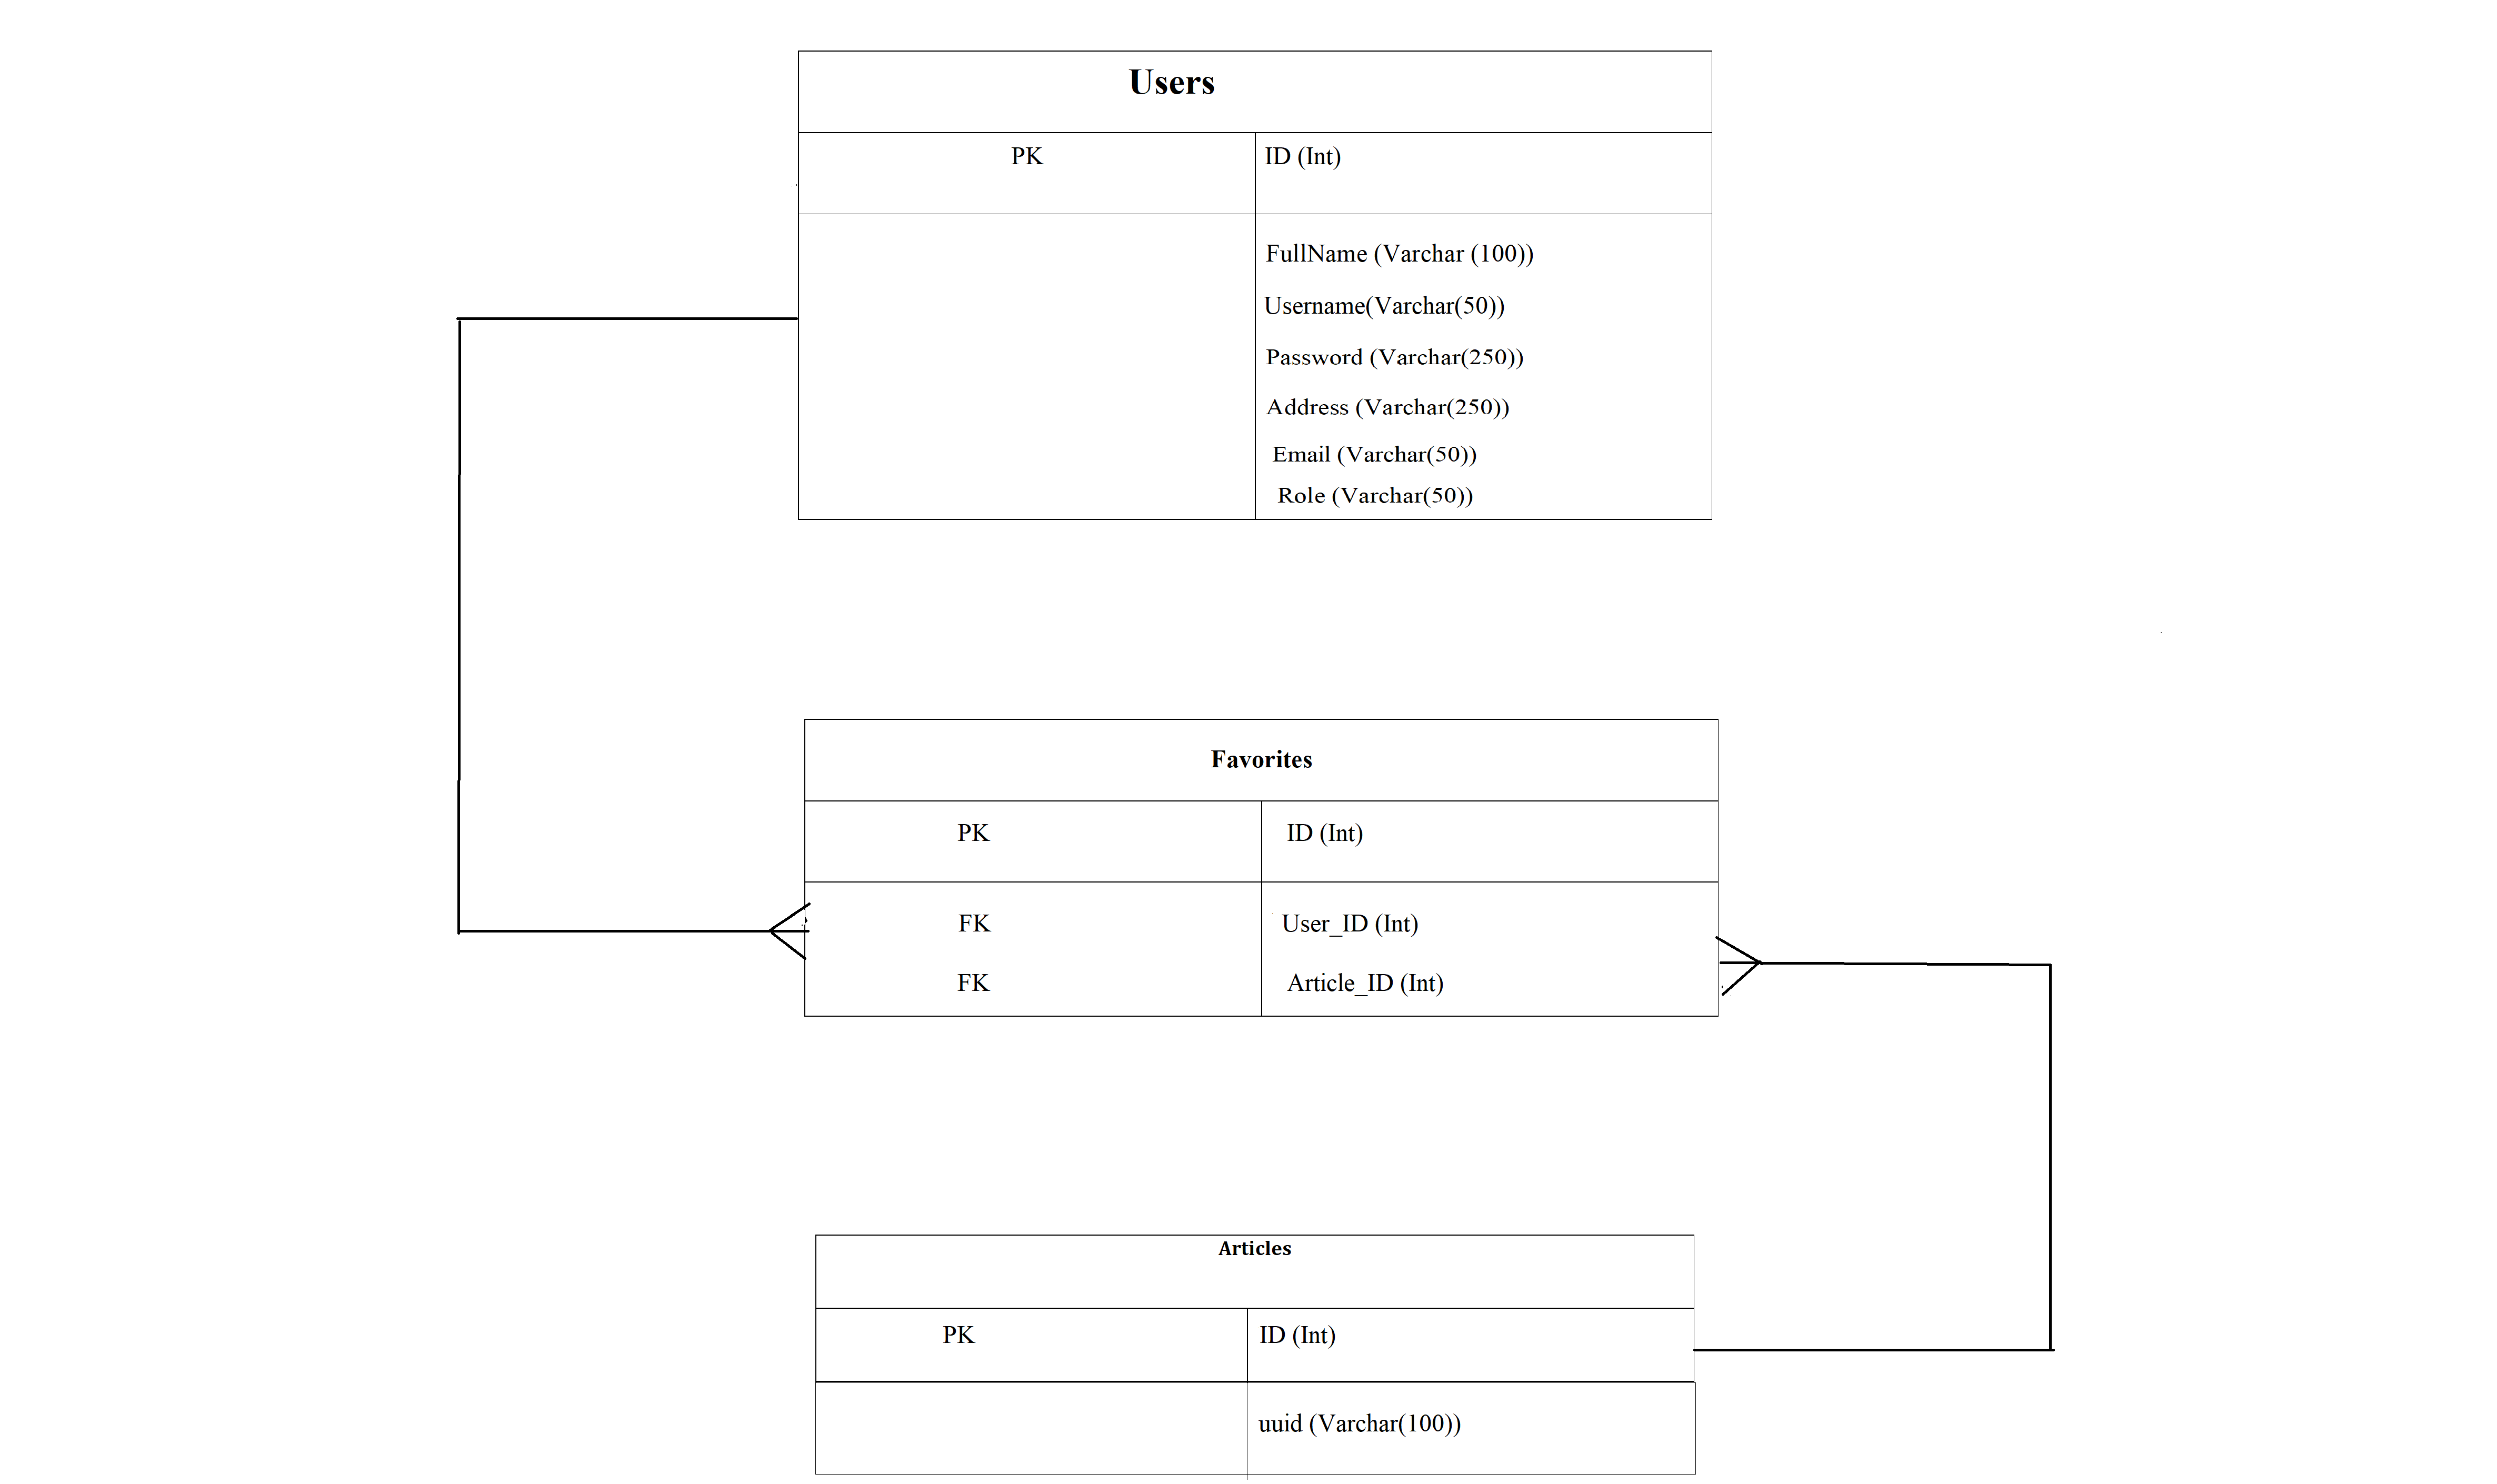 Users
PK ID (Int)
FullName (Varchar (100))
Username(Varchar(50))
Password (Varchar(250))
Address (Varchar(250))
Email (Varchar(50))
Role (Varchar(50))
Favorites
PK ID (Int)
FK User_ID (Int)
FK Article_ID (Int)
Articles
PK ID (Int)
uuid (Varchar(100))